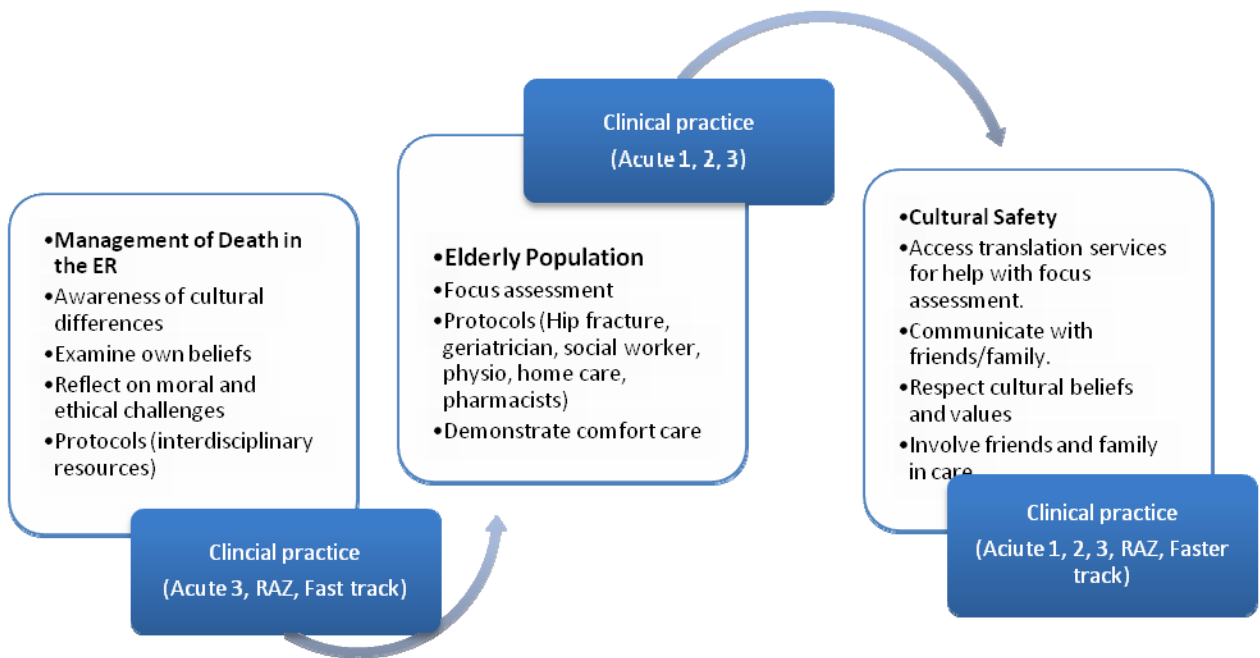 •Management of Death in
the ER
•Awareness of cultural
differences
•Examine own beliefs
•Reflect on moral and
ethical challenges
•Protocols (interdisciplinary
resources)
Clincial practice
(Acute 3, RAZ, Fast track)
Clinical practice
(Acute 1, 2, 3)
•Elderly Population
•Focus assessment
•Protocols (Hip fracture,
geriatrician, social worker,
physio, home care,
pharmacists)
•Demonstrate comfort care
•Cultural Safety
•Access translation services
for help with focus
assessment.
•Communicate with
friends/family.
•Respect cultural beliefs
and values
•Involve friends and family
in care
Clinical practice
(Aciute 1, 2, 3, RAZ, Faster
track)